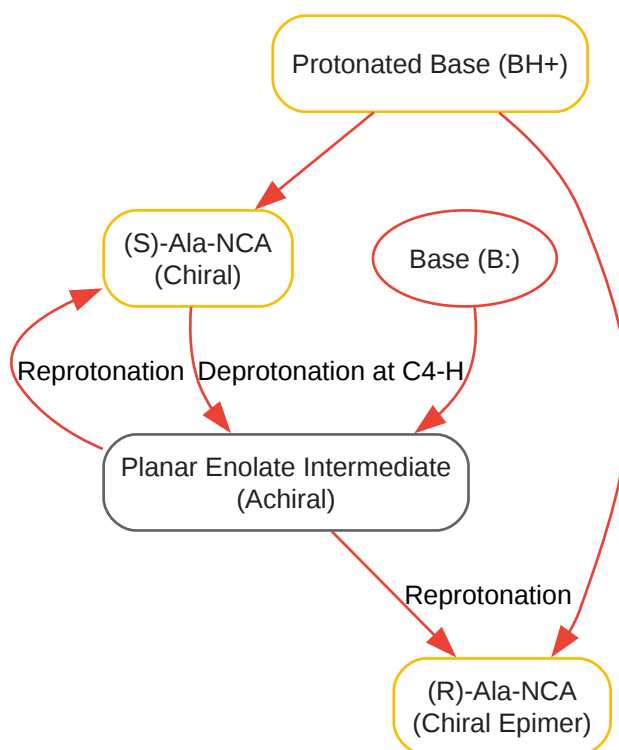 Protonated Base (BH+)
(S)-Ala-NCA
(Chiral)
Base (B:)
Reprotonation
Deprotonation at C4-H
Planar Enolate Intermediate
(Achiral)
Reprotonation
(R)-Ala-NCA
(Chiral Epimer)